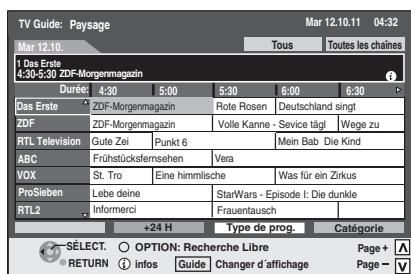 TV Guide: Paysage Mar 12.10.11 04:32
Mar 12.10. Tous Toutes les chaînes
1 Das Erste
4:30-5:30 ZDF-Morgenmagazin
Durée: 4:30 5:00 5:30 6:00 6:30
Das Erste ZDF-Morgenmagazin Rote Rosen Deutschland singt
ZDF ZDF-Morgenmagazin Volle Kanne - Sevice tägl Wege zu
RTL Television Gute Zei Punkt 6 Mein Bab Die Kind
ABC Frühstücksfernsehen Vera
VOX St. Tro Eine himmlische Was für ein Zirkus
ProSieben Lebe deine StarWars - Episode I: Die dunkle
RTL2 Informerci Frauentausch
+24 H Type de prog. Catégorie
SÉLECT. OPTION: Recherche Libre Page +
RETURN i infos Guide Changer d´affichage Page –